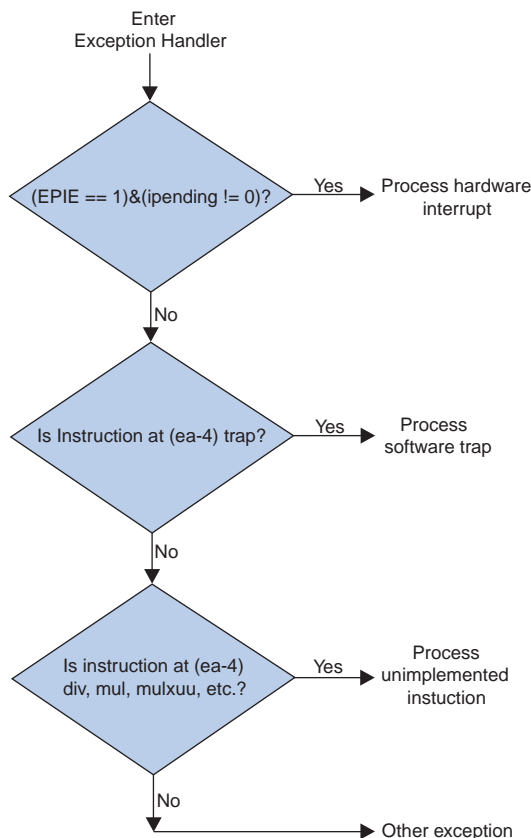 Enter
Exception Handler
(EPIE == 1)&(ipending != 0)?
Yes
Process hardware
interrupt
No
Is Instruction at (ea-4) trap?
Yes
Process
software trap
No
Is instruction at (ea-4)
div, mul, mulxuu, etc.?
Yes
Process
unimplemented
instuction
No
Other exception